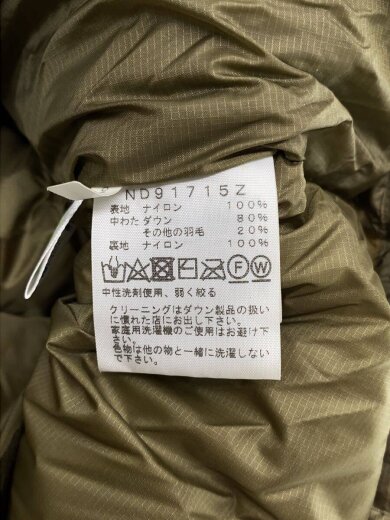 ND91715Z
表地 ナイロン 100%
中わた ダウン 80%
その他の羽毛 20%
裏地 ナイロン 100%
F W
中性洗剤使用、弱く絞る
クリーニングはダウン製品の扱い
に慣れた店にお出し下さい。
家庭用洗濯機のご使用はお避け下
さい。
色物は他の物と一緒に洗濯しない
で下さい。